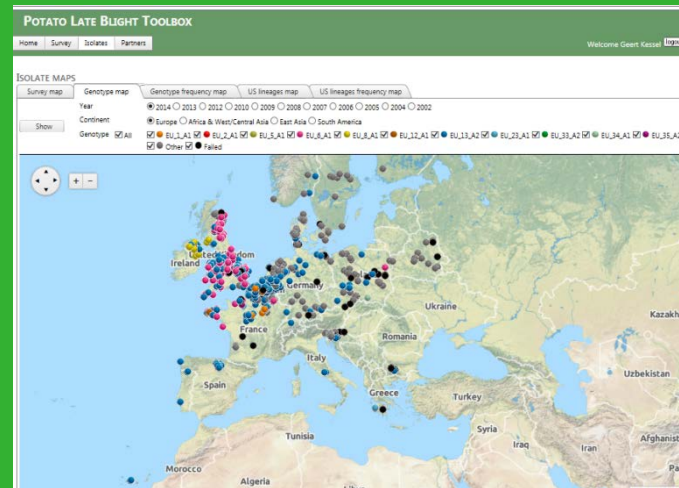 POTATO LATE BLIGHT TOOLBOX
Home Survey Isolates Partners
Welcome Geert Kessel
ISOLATE MAPS
Survey map Genotype map Genotype frequency map US lineages map US lineages frequency map
Year 2014 2013 2012 2010 2009 2008 2007 2006 2005 2004 2002
Continent Europe Africa & West/Central Asia East Asia South America
Show
Genotype All EU_1_A1 EU_2_A1 EU_5_A1 EU_6_A1 EU_8_A1 EU_12_A1 EU_13_A2 EU_23_A1 EU_33_A2 EU_34_A1 EU_35_A2
Other Failed
+ -
Ireland
Germany
Ukraine
France
Kazakh
Romania
Italy
Uzbekistan
Spain
Greece
Turkey
Tunisia
Syria
Iraq
Iran
Afghanist
Morocco
Algeria
Pa